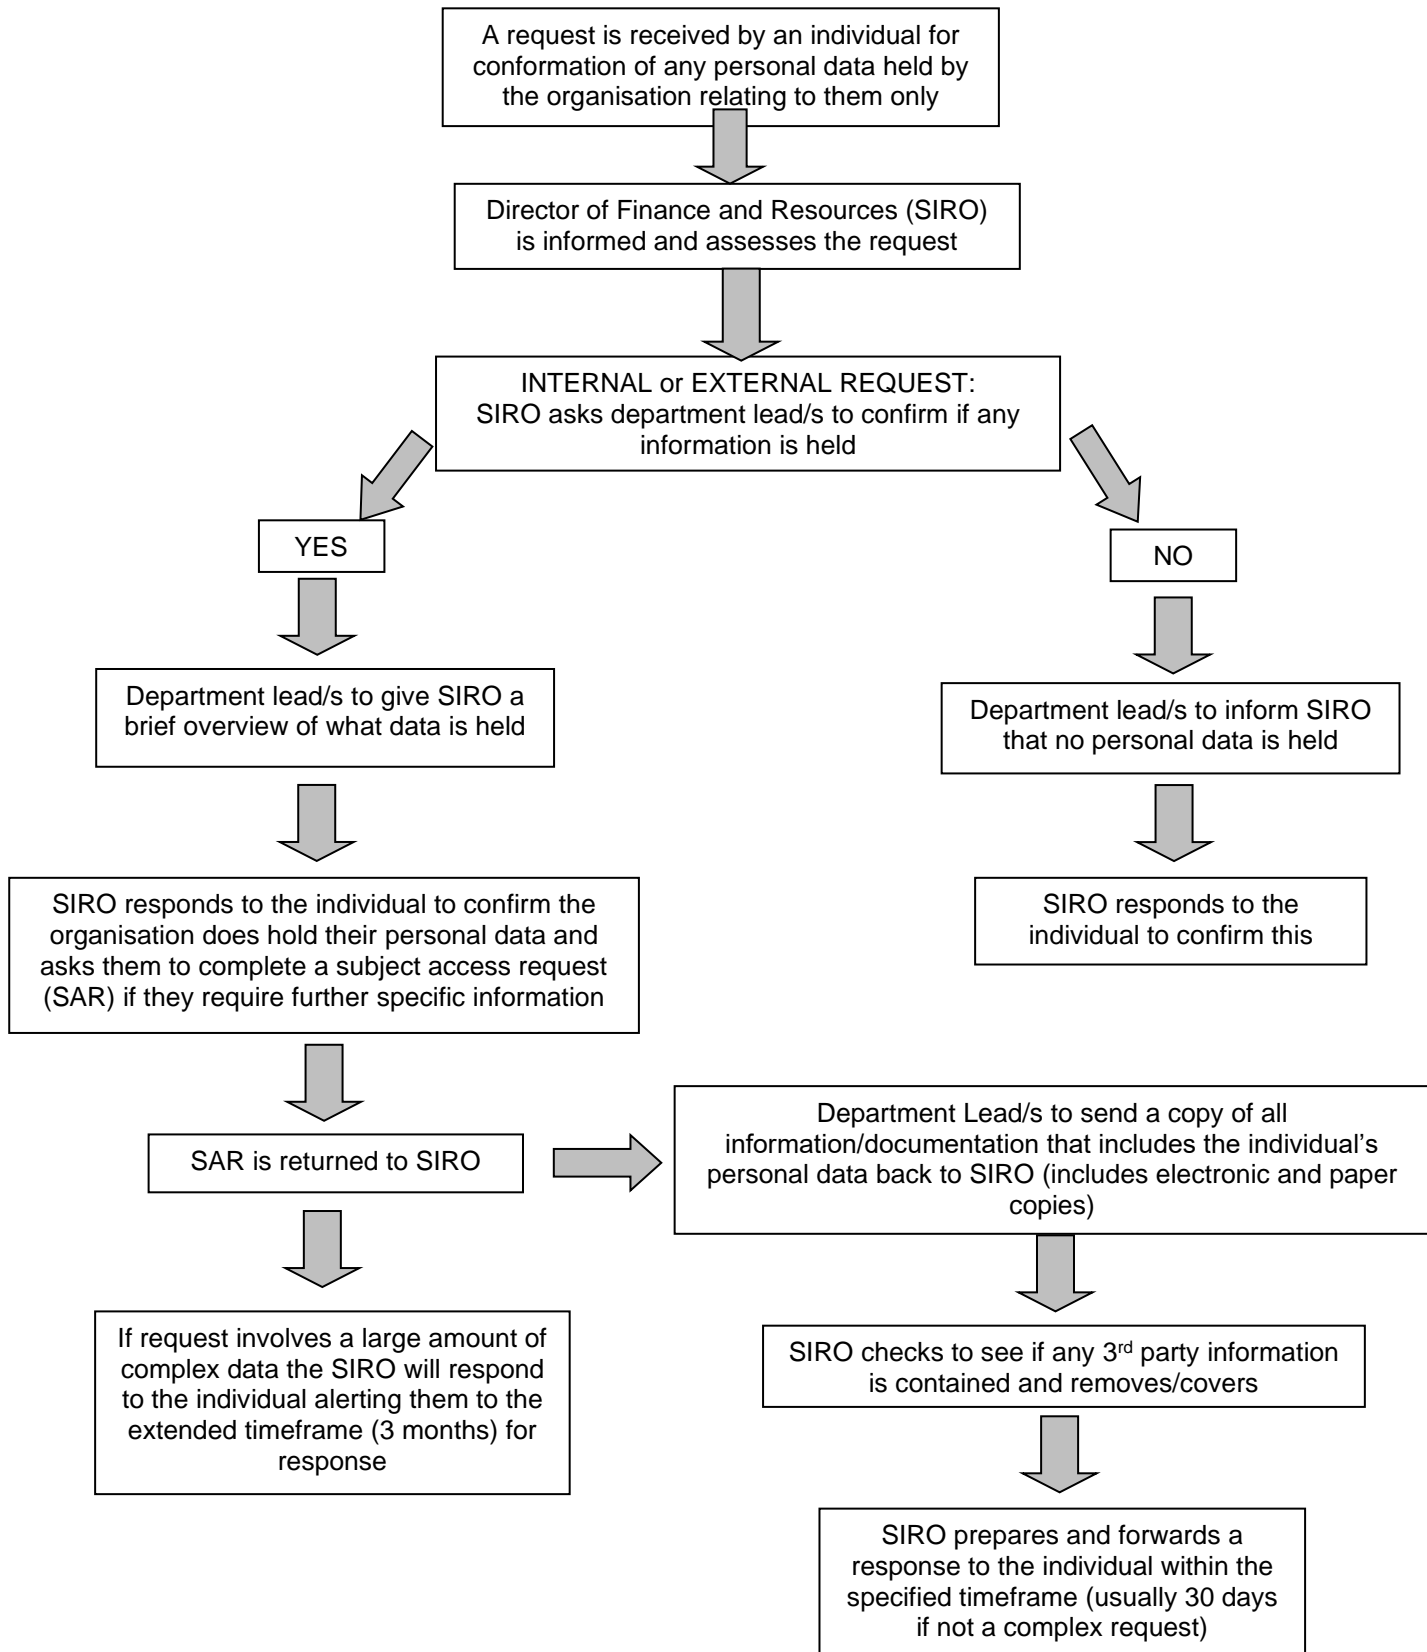 A request is received by an individual for
conformation of any personal data held by
the organisation relating to them only
Director of Finance and Resources (SIRO)
is informed and assesses the request
INTERNAL or EXTERNAL REQUEST:
SIRO asks department lead/s to confirm if any
information is held
YES
NO
Department lead/s to give SIRO a
brief overview of what data is held
Department lead/s to inform SIRO
that no personal data is held
SIRO responds to the individual to confirm the
organisation does hold their personal data and
asks them to complete a subject access request
(SAR) if they require further specific information
SIRO responds to the
individual to confirm this
SAR is returned to SIRO
Department Lead/s to send a copy of all
information/documentation that includes the individual’s
personal data back to SIRO (includes electronic and paper
copies)
If request involves a large amount of
complex data the SIRO will respond
to the individual alerting them to the
extended timeframe (3 months) for
response
SIRO checks to see if any 3rd party information
is contained and removes/covers
SIRO prepares and forwards a
response to the individual within the
specified timeframe (usually 30 days
if not a complex request)